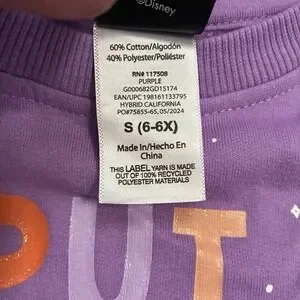 ©Disney
60% Cotton/Algodón
40% Polyester/Poliéster
RN# 117508
PURPLE
G000682GD15174
EAN/UPC 198161133795
HYBRID CALIFORNIA
PO#75855-65,05/2024
S (6-6X)
Made In/Hecho En
China
THIS LABEL YARN IS MADE
OUT OF 100% RECYCLED
POLYESTER MATERIALS
PUT